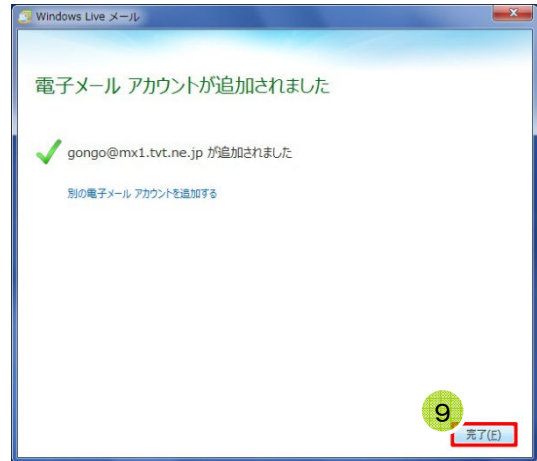 Windows Live メール
電子メール アカウントが追加されました
gongo@mx1.tvt.ne.jp が追加されました
別の電子メール アカウントを追加する
9
完了(F)